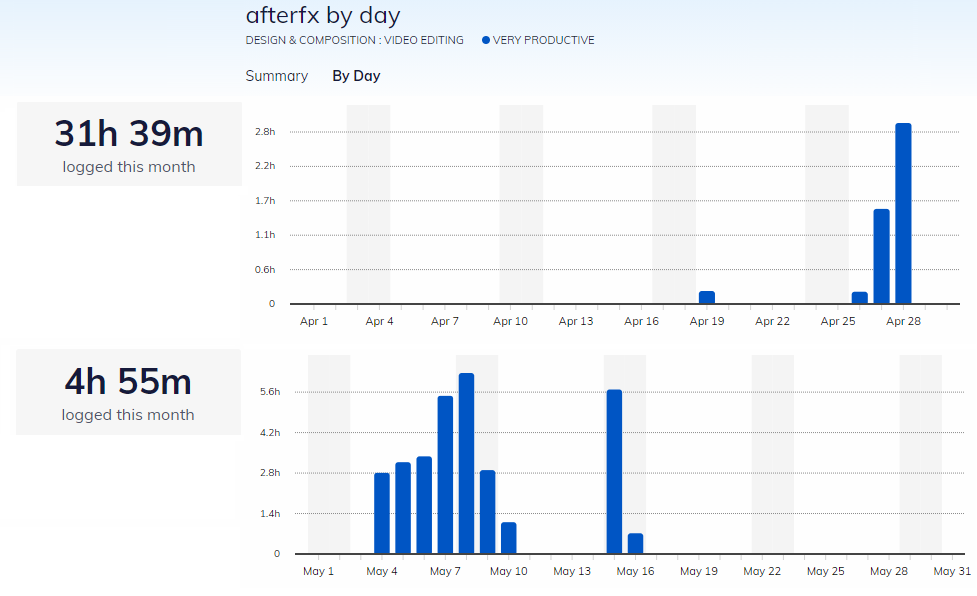 afterfx by day
DESIGN & COMPOSITION : VIDEO EDITING VERY PRODUCTIVE
Summary By Day
31h 39m
logged this month
2.8h
2.2h
1.7h
1.1h
0.6h
0
Apr 1 Apr 4 Apr 7 Apr 10 Apr 13 Apr 16 Apr 19 Apr 22 Apr 25 Apr 28
4h 55m
logged this month
5.6h
4.2h
2.8h
1.4h
0
May 1 May 4 May 7 May 10 May 13 May 16 May 19 May 22 May 25 May 28 May 31